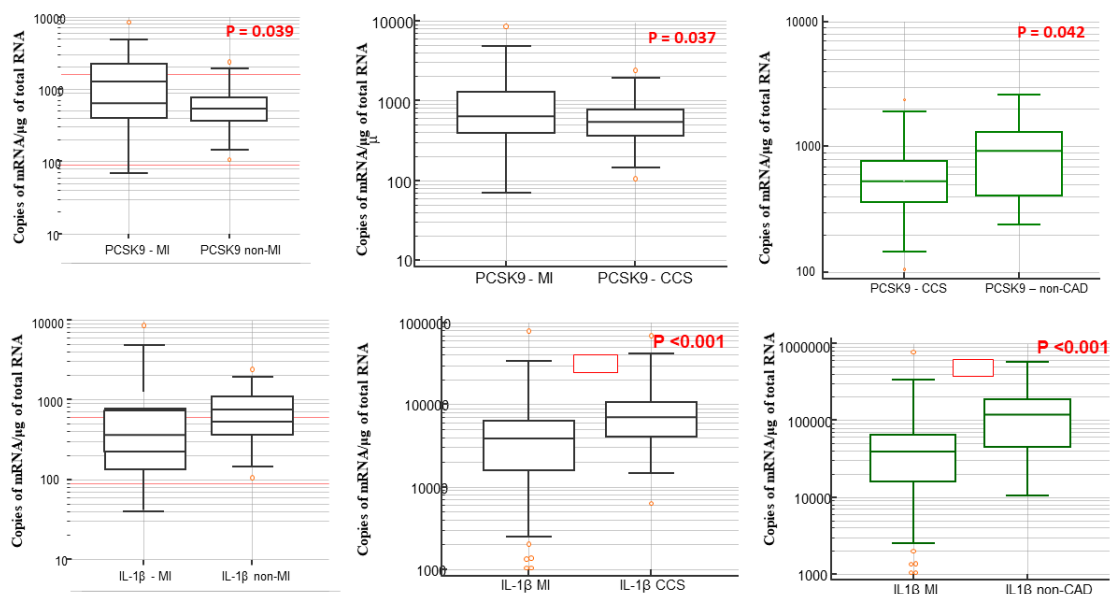 Copies of mRNA/µg of total RNA
10000
1000
100
10
P = 0.039
PCSK9 - MI
PCSK9 non-MI
Copies of mRNA/µg of total RNA
µ
10000
1000
100
10
P = 0.037
PCSK9 - MI
PCSK9 - CCS
Copies of mRNA/µg of total RNA
10000
1000
100
P = 0.042
PCSK9 - CCS
PCSK9 – non-CAD
Copies of mRNA/µg of total RNA
10000
1000
100
10
IL-1β - MI
IL-1β non-MI
Copies of mRNA/µg of total RNA
1000000
100000
10000
1000
P <0.001
IL-1β MI
IL-1β CCS
Copies of mRNA/µg of total RNA
1000000
100000
10000
1000
P <0.001
IL1β MI
IL1β non-CAD